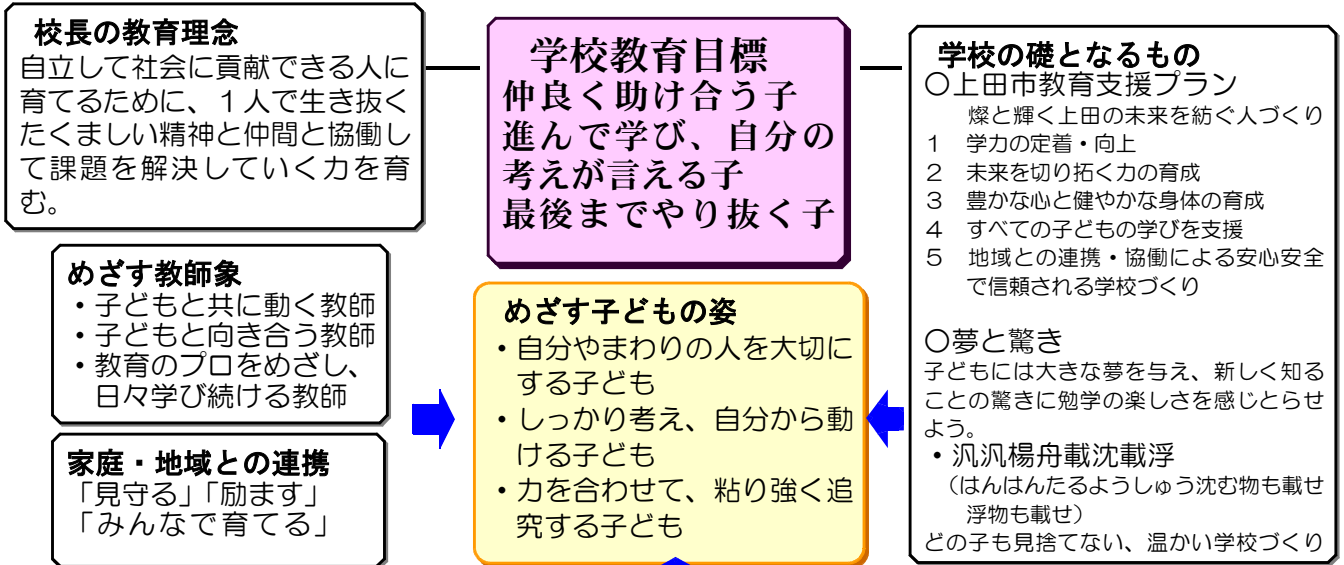 校長の教育理念
自立して社会に貢献できる人に
育てるために、１人で生き抜く
たくましい精神と仲間と協働し
て課題を解決していく力を育
む。
めざす教師象
・子どもと共に動く教師
・子どもと向き合う教師
・教育のプロをめざし、
日々学び続ける教師
家庭・地域との連携
「見守る」「励ます」
「みんなで育てる」
学校教育目標
仲良く助け合う子
進んで学び、自分の
考えが言える子
最後までやり抜く子
めざす子どもの姿
・自分やまわりの人を大切に
する子ども
・しっかり考え、自分から動
ける子ども
・力を合わせて、粘り強く追
究する子ども
学校の礎となるもの
○上田市教育支援プラン
燦と輝く上田の未来を紡ぐ人づくり
１　学力の定着・向上
２　未来を切り拓く力の育成
３　豊かな心と健やかな身体の育成
４　すべての子どもの学びを支援
５　地域との連携・協働による安心安全
で信頼される学校づくり
○夢と驚き
子どもには大きな夢を与え、新しく知る
ことの驚きに勉学の楽しさを感じとらせ
よう。
・汎汎楊舟載沈載浮
（はんはんたるようしゅう沈む物も載せ
浮物も載せ）
どの子も見捨てない、温かい学校づくり